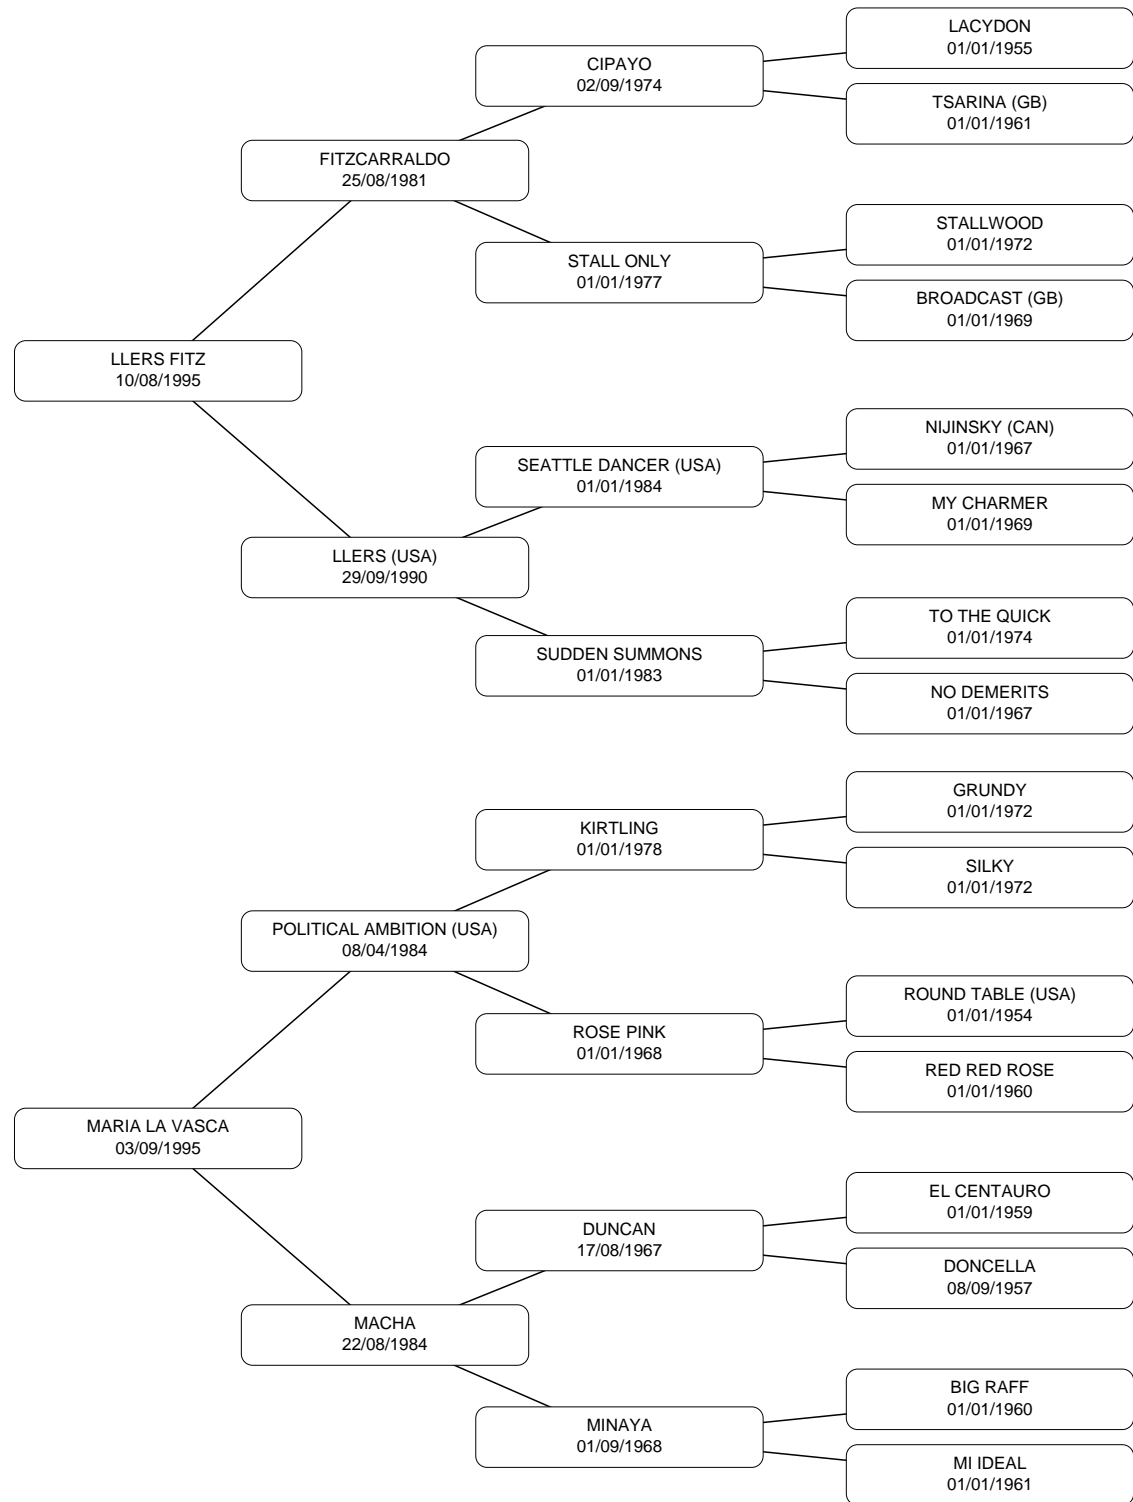 LACYDON
01/01/1955
CIPAYO
02/09/1974
TSARINA (GB)
01/01/1961
FITZCARRALDO
25/08/1981
STALLWOOD
01/01/1972
STALL ONLY
01/01/1977
BROADCAST (GB)
01/01/1969
LLERS FITZ
10/08/1995
NIJINSKY (CAN)
01/01/1967
SEATTLE DANCER (USA)
01/01/1984
MY CHARMER
01/01/1969
LLERS (USA)
29/09/1990
TO THE QUICK
01/01/1974
SUDDEN SUMMONS
01/01/1983
NO DEMERITS
01/01/1967
GRUNDY
01/01/1972
KIRTLING
01/01/1978
SILKY
01/01/1972
POLITICAL AMBITION (USA)
08/04/1984
ROUND TABLE (USA)
01/01/1954
ROSE PINK
01/01/1968
RED RED ROSE
01/01/1960
MARIA LA VASCA
03/09/1995
EL CENTAURO
01/01/1959
DUNCAN
17/08/1967
DONCELLA
08/09/1957
MACHA
22/08/1984
BIG RAFF
01/01/1960
MINAYA
01/09/1968
MI IDEAL
01/01/1961